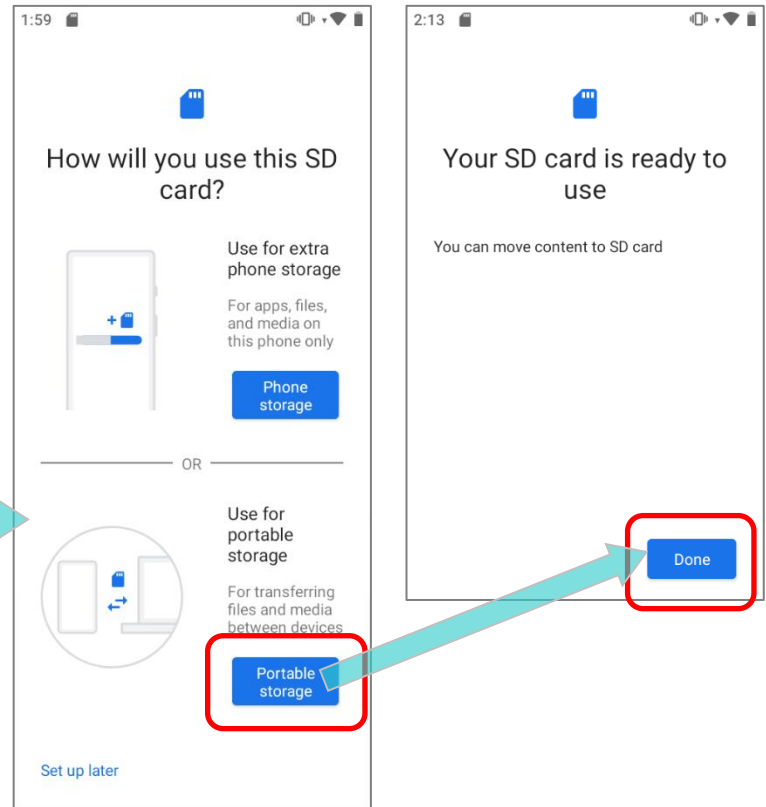 1:59
How will you use this SD
card?
Use for extra
phone storage
For apps, files,
and media on
this phone only
Phone
storage
OR
Use for
portable
storage
For transferring
files and media
between devices
Portable
storage
Set up later
2:13
Your SD card is ready to
use
You can move content to SD card
Done